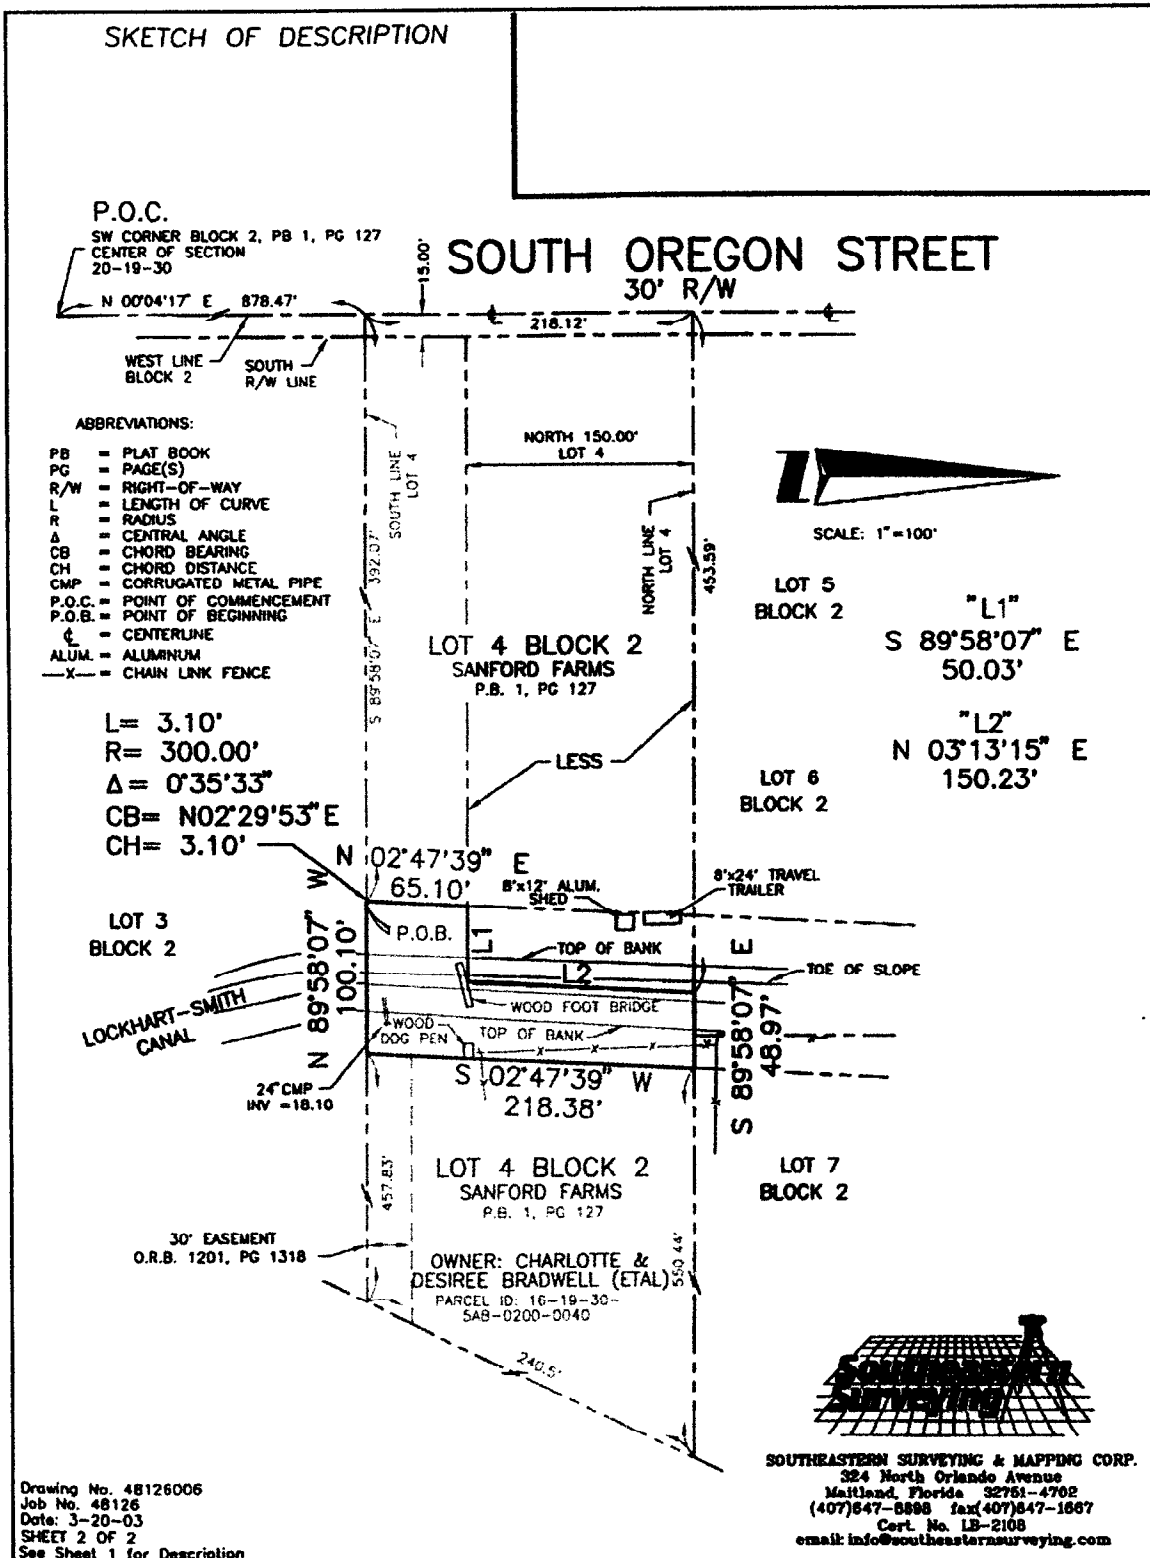 SKETCH OF DESCRIPTION
P.O.C.
SW CORNER BLOCK 2, PB 1, PG 127
CENTER OF SECTION
20-19-30
N 00°04'17" E 878.47'
15.00'
SOUTH OREGON STREET
30' R/W
218.12'
WEST LINE
BLOCK 2
SOUTH
R/W LINE
ABBREVIATIONS:
PB = PLAT BOOK
PG = PAGE(S)
R/W = RIGHT-OF-WAY
L = LENGTH OF CURVE
R = RADIUS
Δ = CENTRAL ANGLE
CB = CHORD BEARING
CH = CHORD DISTANCE
CMP = CORRUGATED METAL PIPE
P.O.C. = POINT OF COMMENCEMENT
P.O.B. = POINT OF BEGINNING
℄ = CENTERLINE
ALUM. = ALUMINUM
—X— = CHAIN LINK FENCE
SOUTH LINE
LOT 4
S 89°58'07" E 392.07'
NORTH 150.00'
LOT 4
NORTH LINE
LOT 4
453.59'
SCALE: 1"=100'
LOT 5
BLOCK 2
"L1"
S 89°58'07" E
50.03'
"L2"
N 03°13'15" E
150.23'
LOT 4 BLOCK 2
SANFORD FARMS
P.B. 1, PG 127
LESS
LOT 6
BLOCK 2
L= 3.10'
R= 300.00'
Δ= 0°35'33"
CB= N02°29'53"E
CH= 3.10'
N 02°47'39" E
65.10'
8'x12' ALUM.
SHED
8'x24' TRAVEL
TRAILER
LOT 3
BLOCK 2
N 89°58'07" W
100.10'
P.O.B.
L1
TOP OF BANK
L2
TOE OF SLOPE
WOOD FOOT BRIDGE
LOCKHART-SMITH
CANAL
WOOD
DOG PEN
TOP OF BANK
S 89°58'07" E
48.97'
24" CMP
INV =18.10
S 02°47'39" W
218.38'
LOT 4 BLOCK 2
SANFORD FARMS
P.B. 1, PG 127
LOT 7
BLOCK 2
457.83'
30' EASEMENT
O.R.B. 1201, PG 1318
OWNER: CHARLOTTE &
DESIREE BRADWELL (ETAL)
PARCEL ID: 16-19-30-
5AB-0200-0040
550.44'
240.5'
Southeastern
Surveying
SOUTHEASTERN SURVEYING & MAPPING CORP.
324 North Orlando Avenue
Maitland, Florida 32751-4702
(407)647-8898 fax(407)647-1667
Cert. No. LB-2108
email: info@southeasternsurveying.com
Drawing No. 48126006
Job No. 48126
Date: 3-20-03
SHEET 2 OF 2
See Sheet 1 for Description